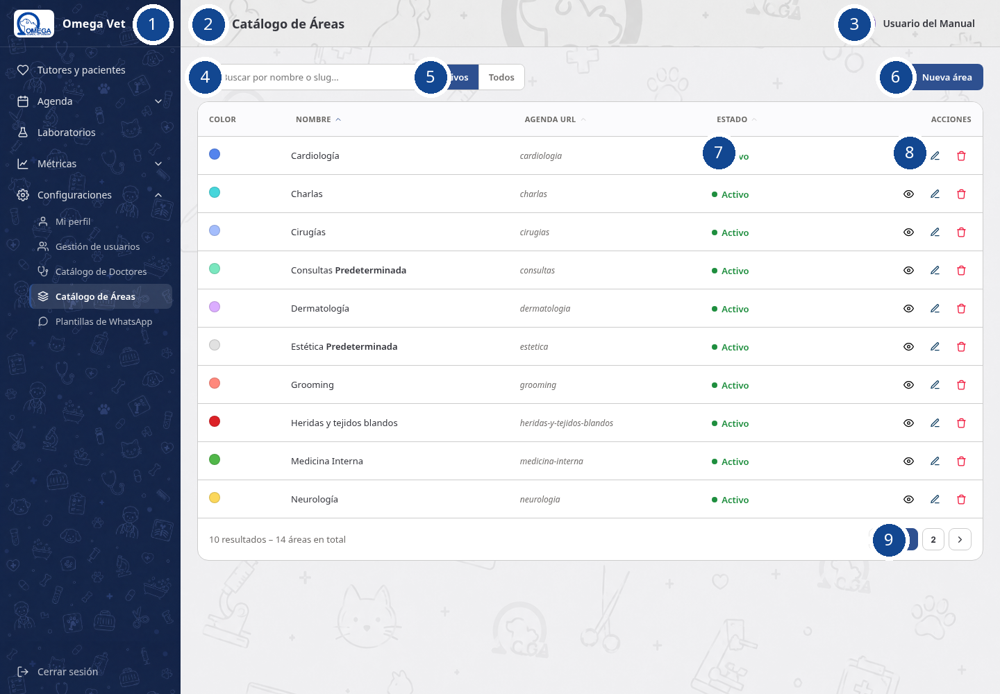 OMEGA
Omega Vet
1
2
Catálogo de Áreas
3
Usuario del Manual
Tutores y pacientes
Agenda
Laboratorios
Métricas
Configuraciones
Mi perfil
Gestión de usuarios
Catálogo de Doctores
Catálogo de Áreas
Plantillas de WhatsApp
Cerrar sesión
4
Buscar por nombre o slug...
5
ivos
Todos
6
Nueva área
COLOR
NOMBRE
AGENDA URL
ESTADO
ACCIONES
Cardiología
cardiologia
7
vo
8
Charlas
charlas
Activo
Cirugías
cirugias
Activo
Consultas Predeterminada
consultas
Activo
Dermatología
dermatologia
Activo
Estética Predeterminada
estetica
Activo
Grooming
grooming
Activo
Heridas y tejidos blandos
heridas-y-tejidos-blandos
Activo
Medicina Interna
medicina-interna
Activo
Neurología
neurologia
Activo
10 resultados – 14 áreas en total
9
2